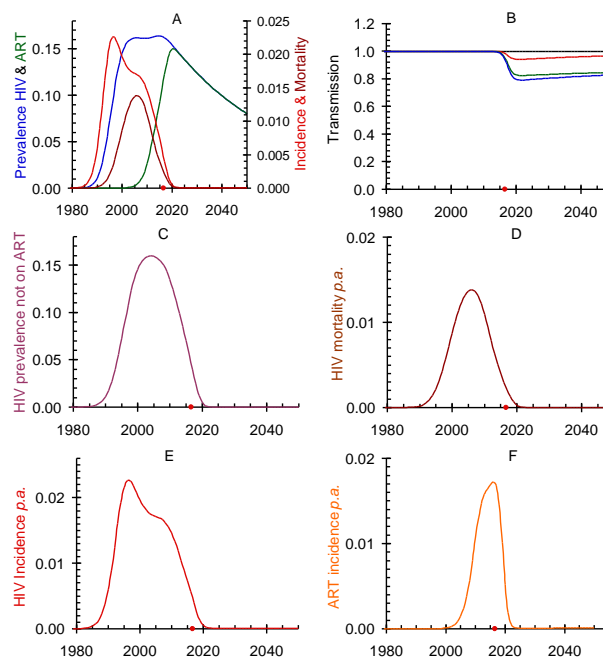 A
Prevalence HIV & ART
0.15
0.10
0.05
0.00
0.025
0.020
0.015
0.010
0.005
0.000
Incidence & Mortality
1980 2000 2020 2040
B
Transmission
1.2
1.0
0.8
0.6
0.4
0.2
0.0
1980 2000 2020 2040
C
HIV prevalence not on ART
0.15
0.10
0.05
0.00
1980 2000 2020 2040
D
HIV mortality p.a.
0.02
0.01
0.00
1980 2000 2020 2040
E
HIV Incidence p.a.
0.02
0.01
0.00
1980 2000 2020 2040
F
ART incidence p.a.
0.02
0.01
0.00
1980 2000 2020 2040